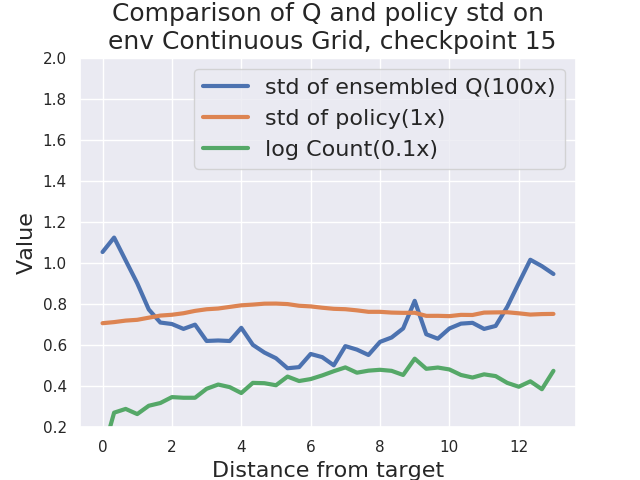 Comparison of Q and policy std on
env Continuous Grid, checkpoint 15
std of ensembled Q(100x)
std of policy(1x)
log Count(0.1x)
Value
2.0
1.8
1.6
1.4
1.2
1.0
0.8
0.6
0.4
0.2
0 2 4 6 8 10 12
Distance from target